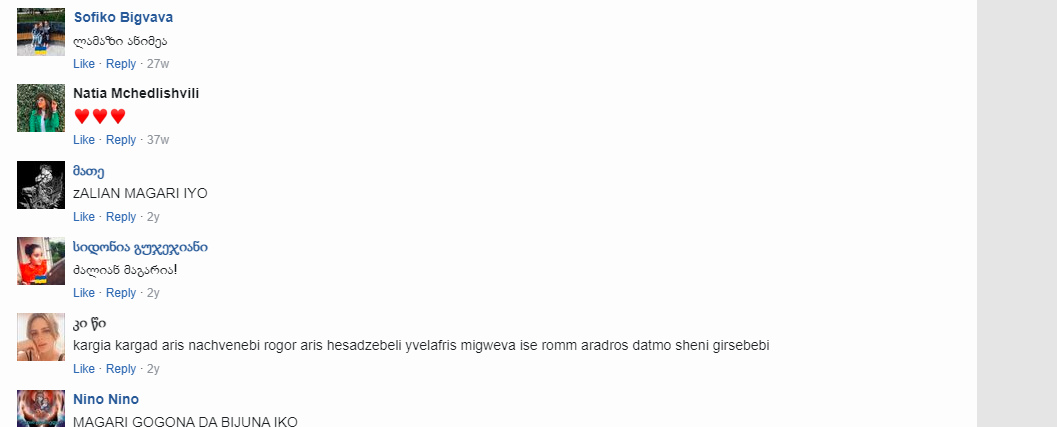 Sofiko Bigvava
ლამაზი ანიმეა
Like · Reply · 27w
Natia Mchedlishvili
❤️❤️❤️
Like · Reply · 37w
მათე
zALIAN MAGARI IYO
Like · Reply · 2y
სიდონია გუჯეჯიანი
ძალიან მაგარია!
Like · Reply · 2y
კი წი
kargia kargad aris nachvenebi rogor aris hesadzebeli yvelafris migweva ise romm aradros datmo sheni girsebebi
Like · Reply · 2y
Nino Nino
MAGARI GOGONA DA BIJUNA IKO